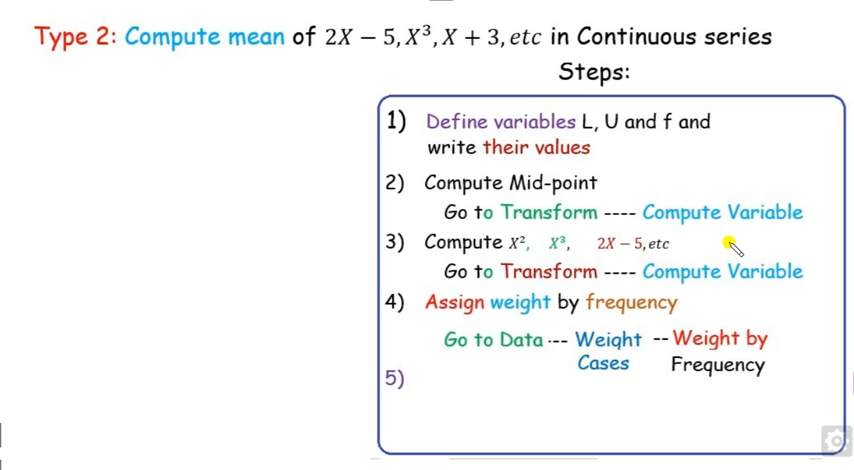 Type 2: Compute mean of 2X − 5, X³, X + 3, etc in Continuous series
Steps:
1) Define variables L, U and f and
write their values
2) Compute Mid-point
Go to Transform ---- Compute Variable
3) Compute X², X³, 2X − 5, etc
Go to Transform ---- Compute Variable
4) Assign weight by frequency
Go to Data --- Weight Cases -- Weight by Frequency
5)